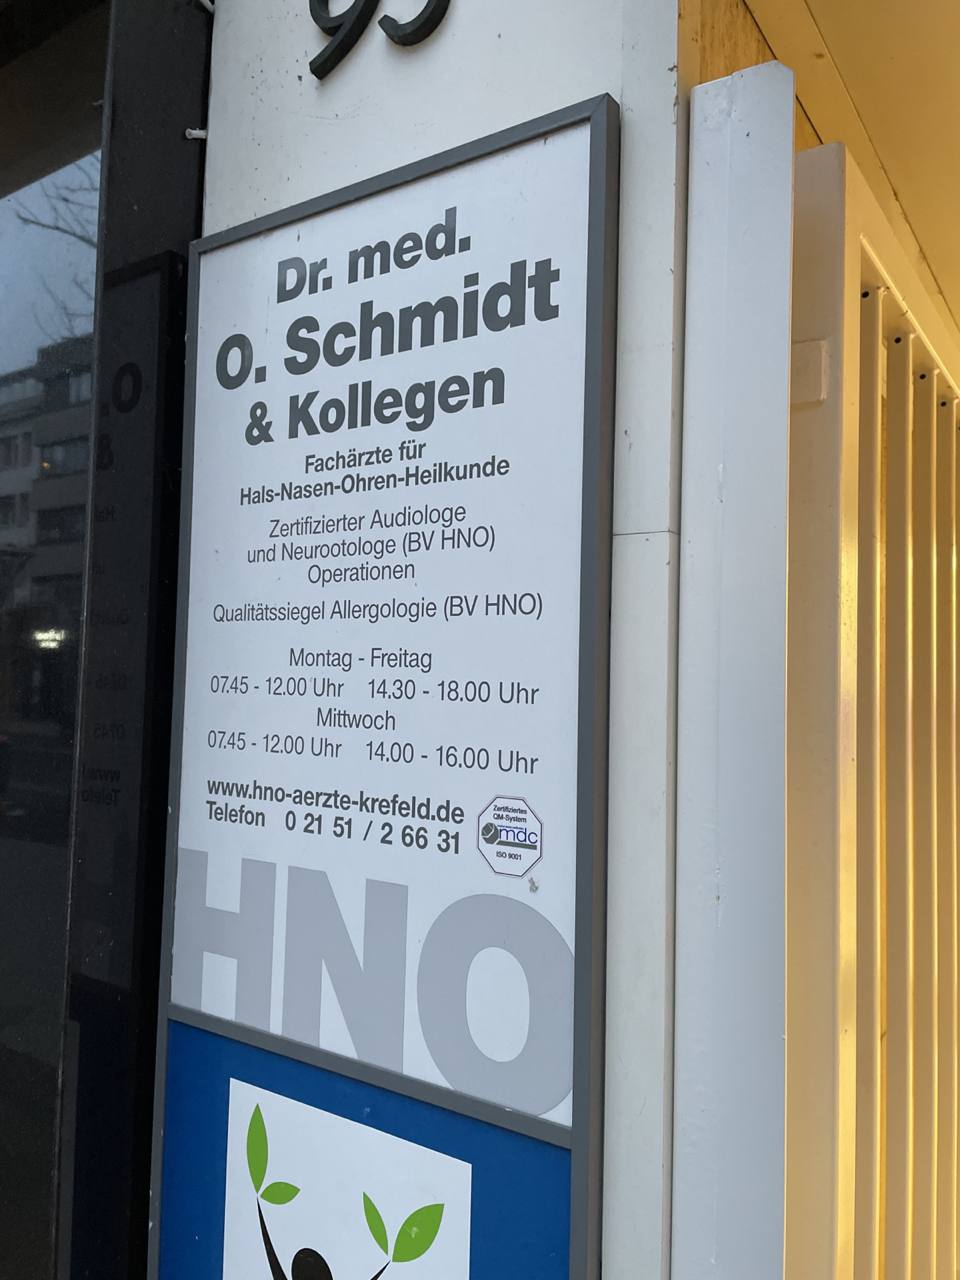 95
Dr. med.
O. Schmidt
& Kollegen
Fachärzte für
Hals-Nasen-Ohren-Heilkunde
Zertifizierter Audiologe
und Neurootologe (BV HNO)
Operationen
Qualitätssiegel Allergologie (BV HNO)
Montag - Freitag
07.45 - 12.00 Uhr 14.30 - 18.00 Uhr
Mittwoch
07.45 - 12.00 Uhr 14.00 - 16.00 Uhr
www.hno-aerzte-krefeld.de
Telefon 0 21 51 / 2 66 31
Zertifiziertes
QM-System
mdc
ISO 9001
HNO